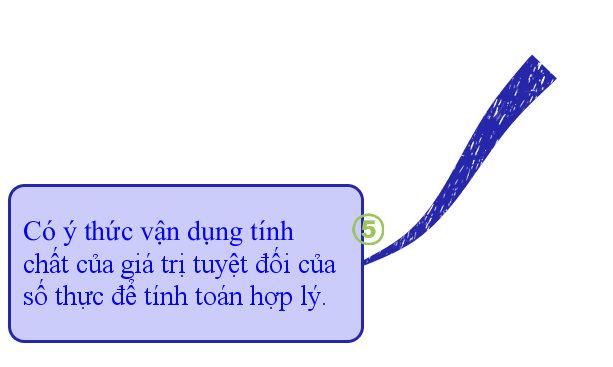 Có ý thức vận dụng tính
chất của giá trị tuyệt đối của
số thực để tính toán hợp lý.
5